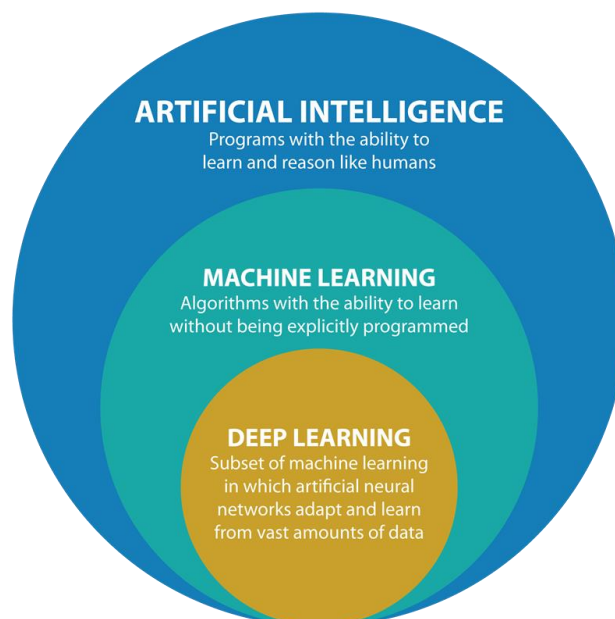 ARTIFICIAL INTELLIGENCE
Programs with the ability to
learn and reason like humans
MACHINE LEARNING
Algorithms with the ability to learn
without being explicitly programmed
DEEP LEARNING
Subset of machine learning
in which artificial neural
networks adapt and learn
from vast amounts of data